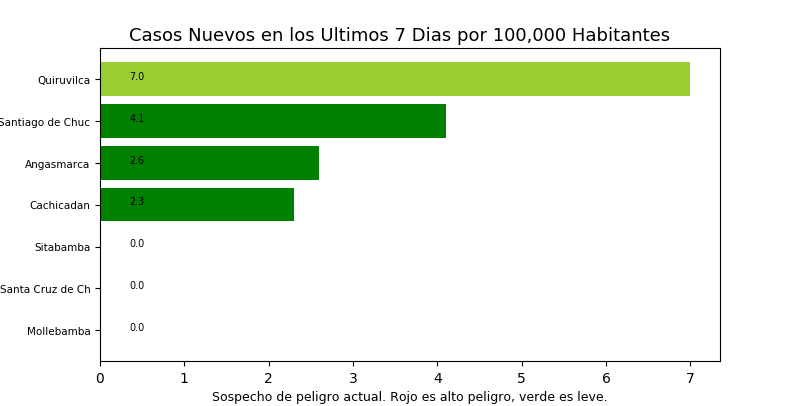 Casos Nuevos en los Ultimos 7 Dias por 100,000 Habitantes
Quiruvilca 7.0
Santiago de Chuc 4.1
Angasmarca 2.6
Cachicadan 2.3
Sitabamba 0.0
Santa Cruz de Ch 0.0
Mollebamba 0.0
0 1 2 3 4 5 6 7
Sospecho de peligro actual. Rojo es alto peligro, verde es leve.